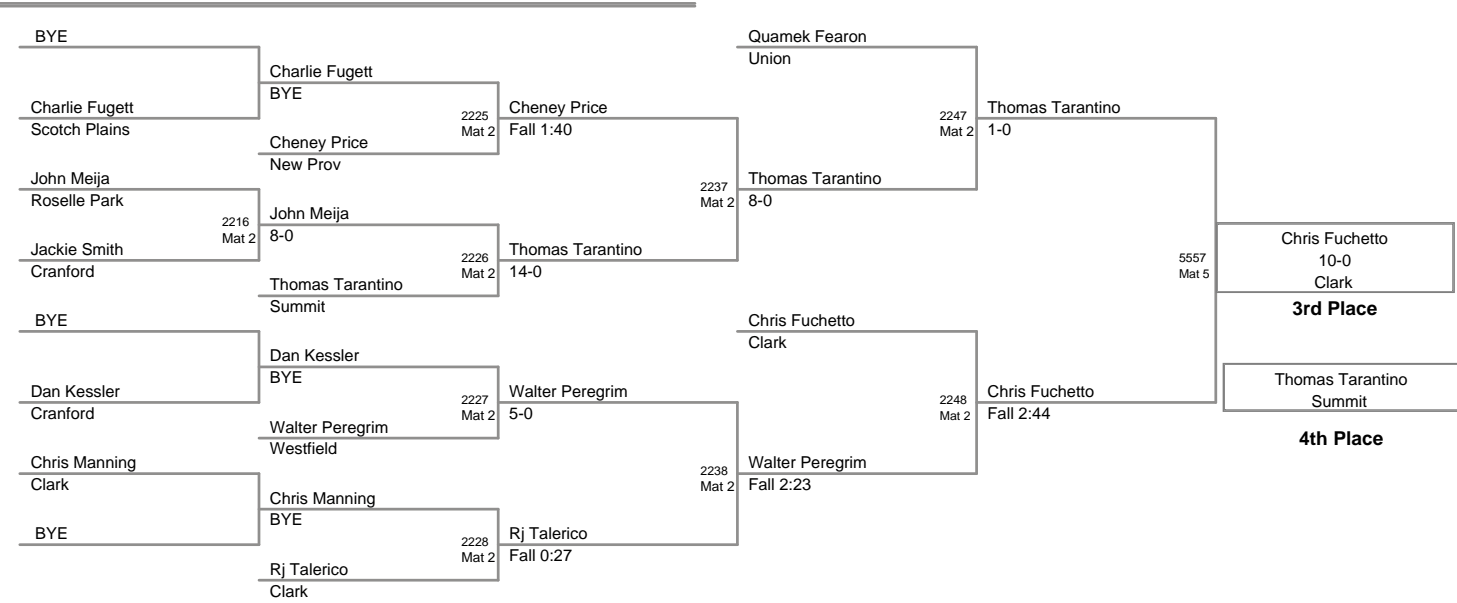 BYE
Charlie Fugett
Scotch Plains
John Meija
Roselle Park
Jackie Smith
Cranford
BYE
Dan Kessler
Cranford
Chris Manning
Clark
BYE
Charlie Fugett
BYE
Cheney Price
New Prov
2216
Mat 2
John Meija
8-0
Thomas Tarantino
Summit
Dan Kessler
BYE
Walter Peregrim
Westfield
Chris Manning
BYE
Rj Talerico
Clark
2225
Mat 2
Cheney Price
Fall 1:40
2226
Mat 2
Thomas Tarantino
14-0
2227
Mat 2
Walter Peregrim
5-0
2228
Mat 2
Rj Talerico
Fall 0:27
Quamek Fearon
Union
2237
Mat 2
Thomas Tarantino
8-0
Chris Fuchetto
Clark
2238
Mat 2
Walter Peregrim
Fall 2:23
2247
Mat 2
Thomas Tarantino
1-0
2248
Mat 2
Chris Fuchetto
Fall 2:44
5557
Mat 5
Chris Fuchetto
10-0
Clark
3rd Place
Thomas Tarantino
Summit
4th Place